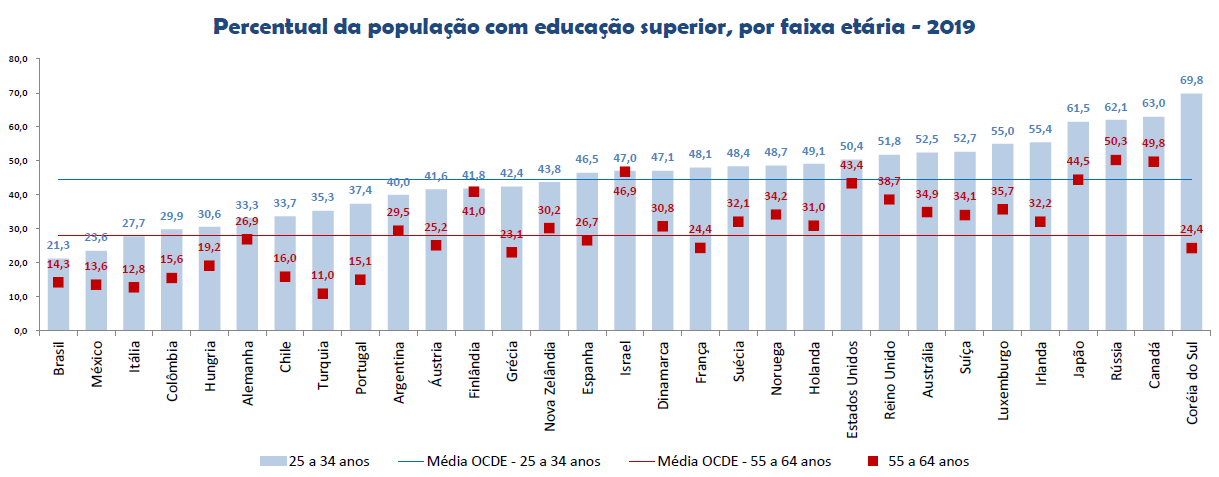 Percentual da população com educação superior, por faixa etária - 2019
80,0
70,0
60,0
50,0
40,0
30,0
20,0
10,0
0,0
21,3 23,6 27,7 29,9 30,6 33,3 33,7 35,3 37,4 40,0 41,6 41,8 42,4 43,8 46,5 47,0 47,1 48,1 48,4 48,7 49,1 50,4 51,8 52,5 52,7 55,0 55,4 61,5 62,1 63,0 69,8
14,3 13,6 12,8 15,6 19,2 26,9 16,0 11,0 15,1 29,5 25,2 41,0 23,1 30,2 26,7 46,9 30,8 24,4 32,1 34,2 31,0 43,4 38,7 34,9 34,1 35,7 32,2 44,5 50,3 49,8 24,4
Brasil
México
Itália
Colômbia
Hungria
Alemanha
Chile
Turquia
Portugal
Argentina
Áustria
Finlândia
Grécia
Nova Zelândia
Espanha
Israel
Dinamarca
França
Suécia
Noruega
Holanda
Estados Unidos
Reino Unido
Austrália
Suíça
Luxemburgo
Irlanda
Japão
Rússia
Canadá
Coréia do Sul
25 a 34 anos Média OCDE - 25 a 34 anos Média OCDE - 55 a 64 anos 55 a 64 anos